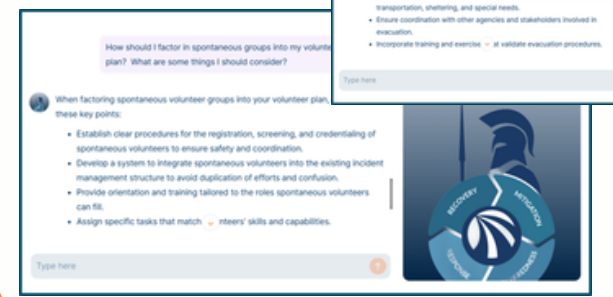 transportation, sheltering, and special needs.
• Ensure coordination with other agencies and stakeholders involved in
evacuation.
• Incorporate training and exercise at validate evacuation procedures.
Type here
How should I factor in spontaneous groups into my volunte
plan? What are some things I should consider?
When factoring spontaneous volunteer groups into your volunteer plan,
these key points:
• Establish clear procedures for the registration, screening, and credentialing of
spontaneous volunteers to ensure safety and coordination.
• Develop a system to integrate spontaneous volunteers into the existing incident
management structure to avoid duplication of efforts and confusion.
• Provide orientation and training tailored to the roles spontaneous volunteers
can fill.
• Assign specific tasks that match nteers' skills and capabilities.
Type here
RECOVERY
MITIGATION
RESPONSE